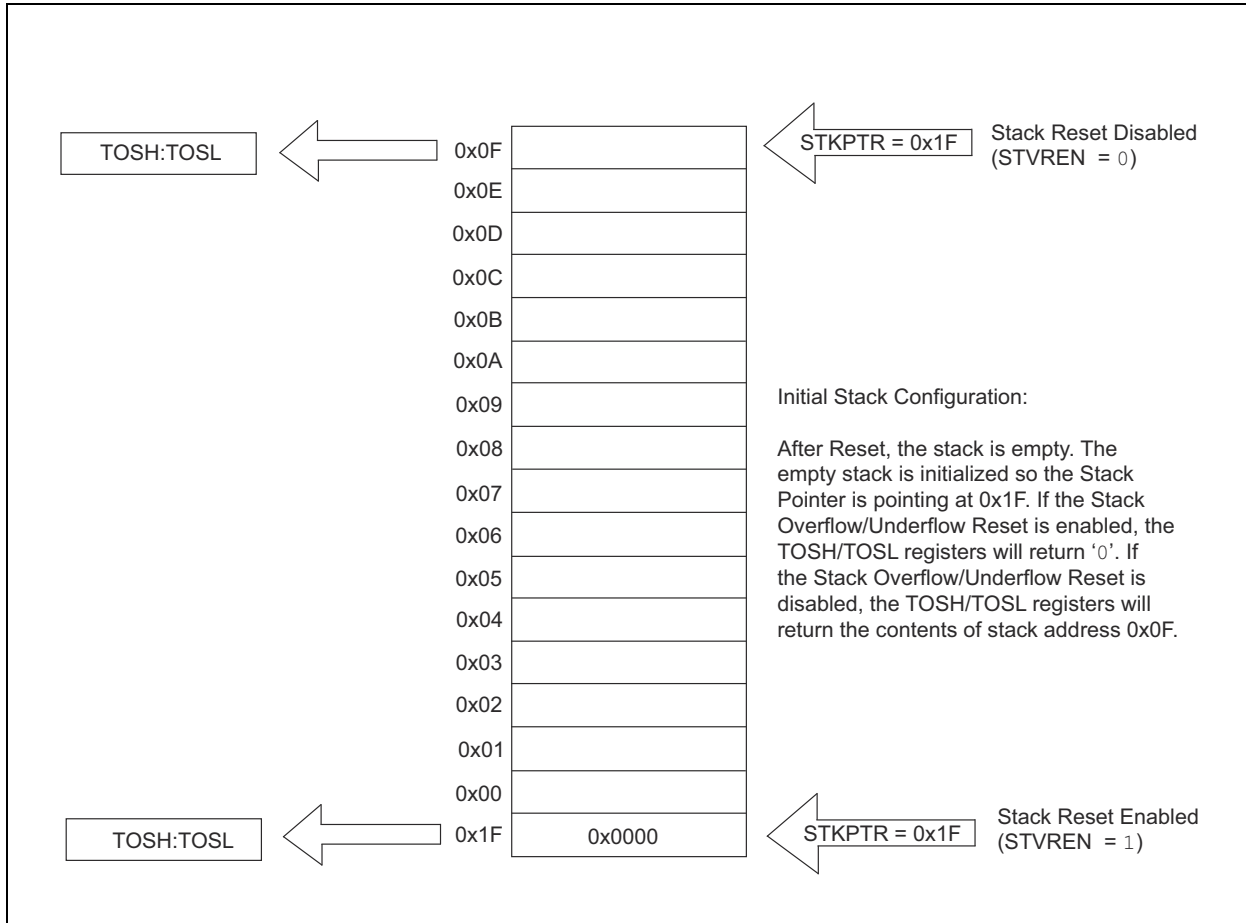 TOSH:TOSL
0x0F
STKPTR = 0x1F
Stack Reset Disabled
(STVREN = 0)
0x0E
0x0D
0x0C
0x0B
0x0A
0x09
0x08
0x07
0x06
0x05
0x04
0x03
0x02
0x01
0x00
Initial Stack Configuration:
After Reset, the stack is empty. The
empty stack is initialized so the Stack
Pointer is pointing at 0x1F. If the Stack
Overflow/Underflow Reset is enabled, the
TOSH/TOSL registers will return ‘0’. If
the Stack Overflow/Underflow Reset is
disabled, the TOSH/TOSL registers will
return the contents of stack address 0x0F.
TOSH:TOSL
0x1F
0x0000
STKPTR = 0x1F
Stack Reset Enabled
(STVREN = 1)